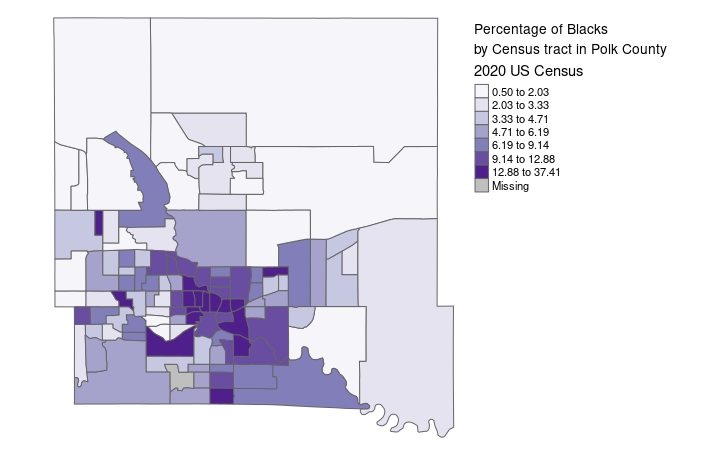 Percentage of Blacks
by Census tract in Polk County
2020 US Census
0.50 to 2.03
2.03 to 3.33
3.33 to 4.71
4.71 to 6.19
6.19 to 9.14
9.14 to 12.88
12.88 to 37.41
Missing